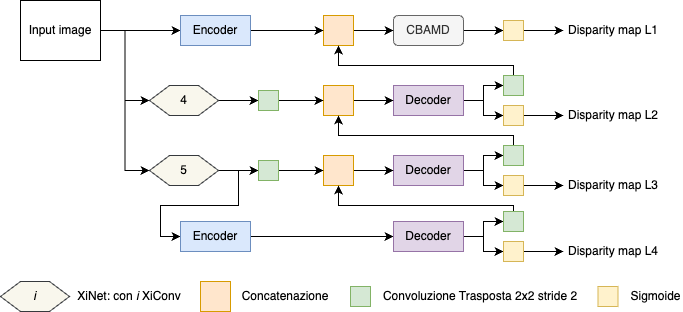 Input image
Encoder
CBAMD
Disparity map L1
4
Decoder
Disparity map L2
5
Decoder
Disparity map L3
Encoder
Decoder
Disparity map L4
i
XiNet: con i XiConv
Concatenazione
Convoluzione Trasposta 2x2 stride 2
Sigmoide